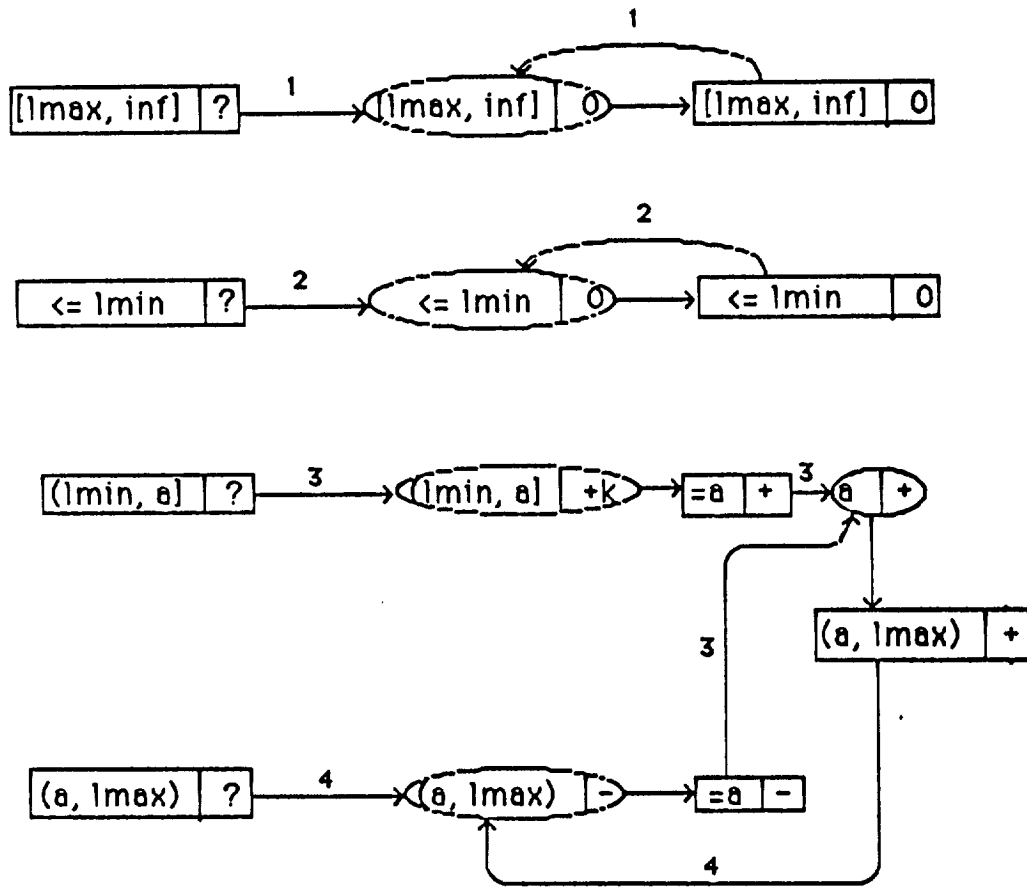 1
[lmax, inf] ? 1 [lmax, inf] 0 [lmax, inf] 0
2
<= lmin ? 2 <= lmin 0 <= lmin 0
(lmin, a] ? 3 (lmin, a] +k =a + 3 a +
3 (a, lmax) +
(a, lmax) ? 4 (a, lmax) - =a -
4